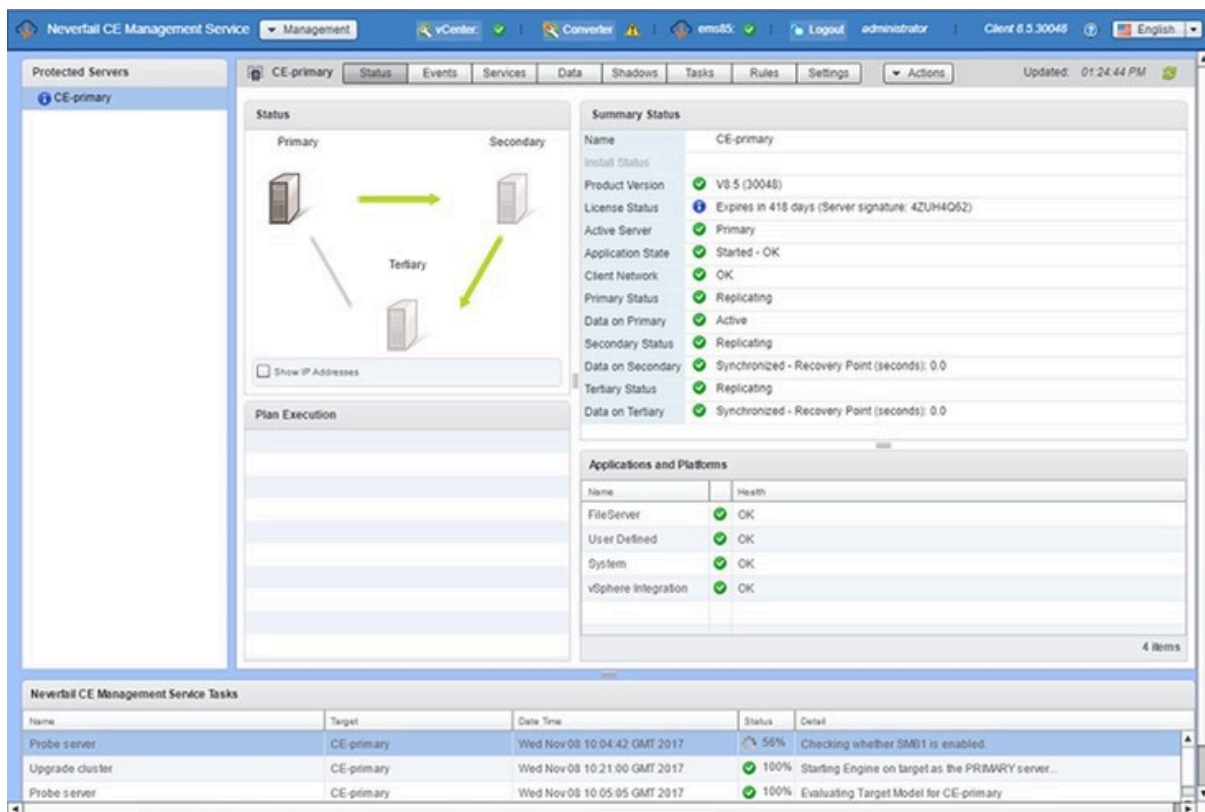 Neverfail CE Management Service Management vCenter: Converter ems85: Logout administrator Client 8.5.30048 English
Protected Servers
CE-primary
CE-primary Status Events Services Data Shadows Tasks Rules Settings Actions Updated: 01:24:44 PM
Status
Primary Secondary
Tertiary
Show IP Addresses
Plan Execution
Summary Status
Name CE-primary
Install Status
Product Version V8.5 (30048)
License Status Expires in 418 days (Server signature: 4ZUH4Q62)
Active Server Primary
Application State Started - OK
Client Network OK
Primary Status Replicating
Data on Primary Active
Secondary Status Replicating
Data on Secondary Synchronized - Recovery Point (seconds): 0.0
Tertiary Status Replicating
Data on Tertiary Synchronized - Recovery Point (seconds): 0.0
Applications and Platforms
Name Health
FileServer OK
User Defined OK
System OK
vSphere Integration OK
4 items
Neverfail CE Management Service Tasks
Name Target Date Time Status Detail
Probe server CE-primary Wed Nov 08 10:04:42 GMT 2017 56% Checking whether SMB1 is enabled.
Upgrade cluster CE-primary Wed Nov 08 10:21:00 GMT 2017 100% Starting Engine on target as the PRIMARY server...
Probe server CE-primary Wed Nov 08 10:05:05 GMT 2017 100% Evaluating Target Model for CE-primary